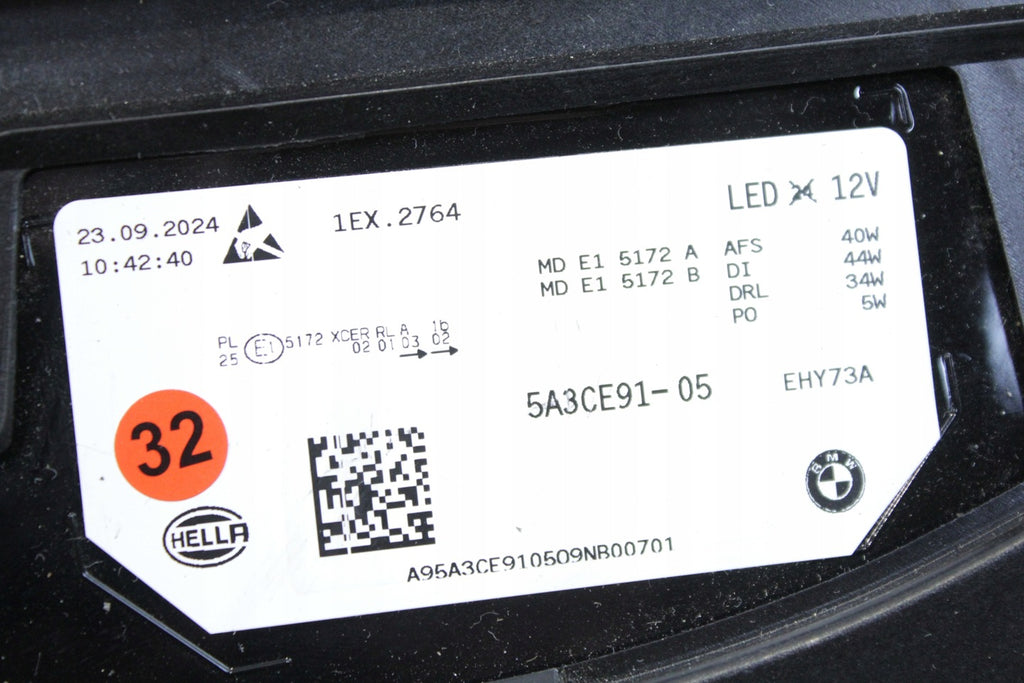 23.09.2024
10:42:40
1EX.2764
LED 24 12V
MD E1 5172 A
MD E1 5172 B
AFS 40W
DI 44W
DRL 34W
PO 5W
PL E1 5172 XCER RL A 1b
25 02 01 03 02
5A3CE91-05
EHY73A
32
HELLA
BMW
A95A3CE910509NB00701